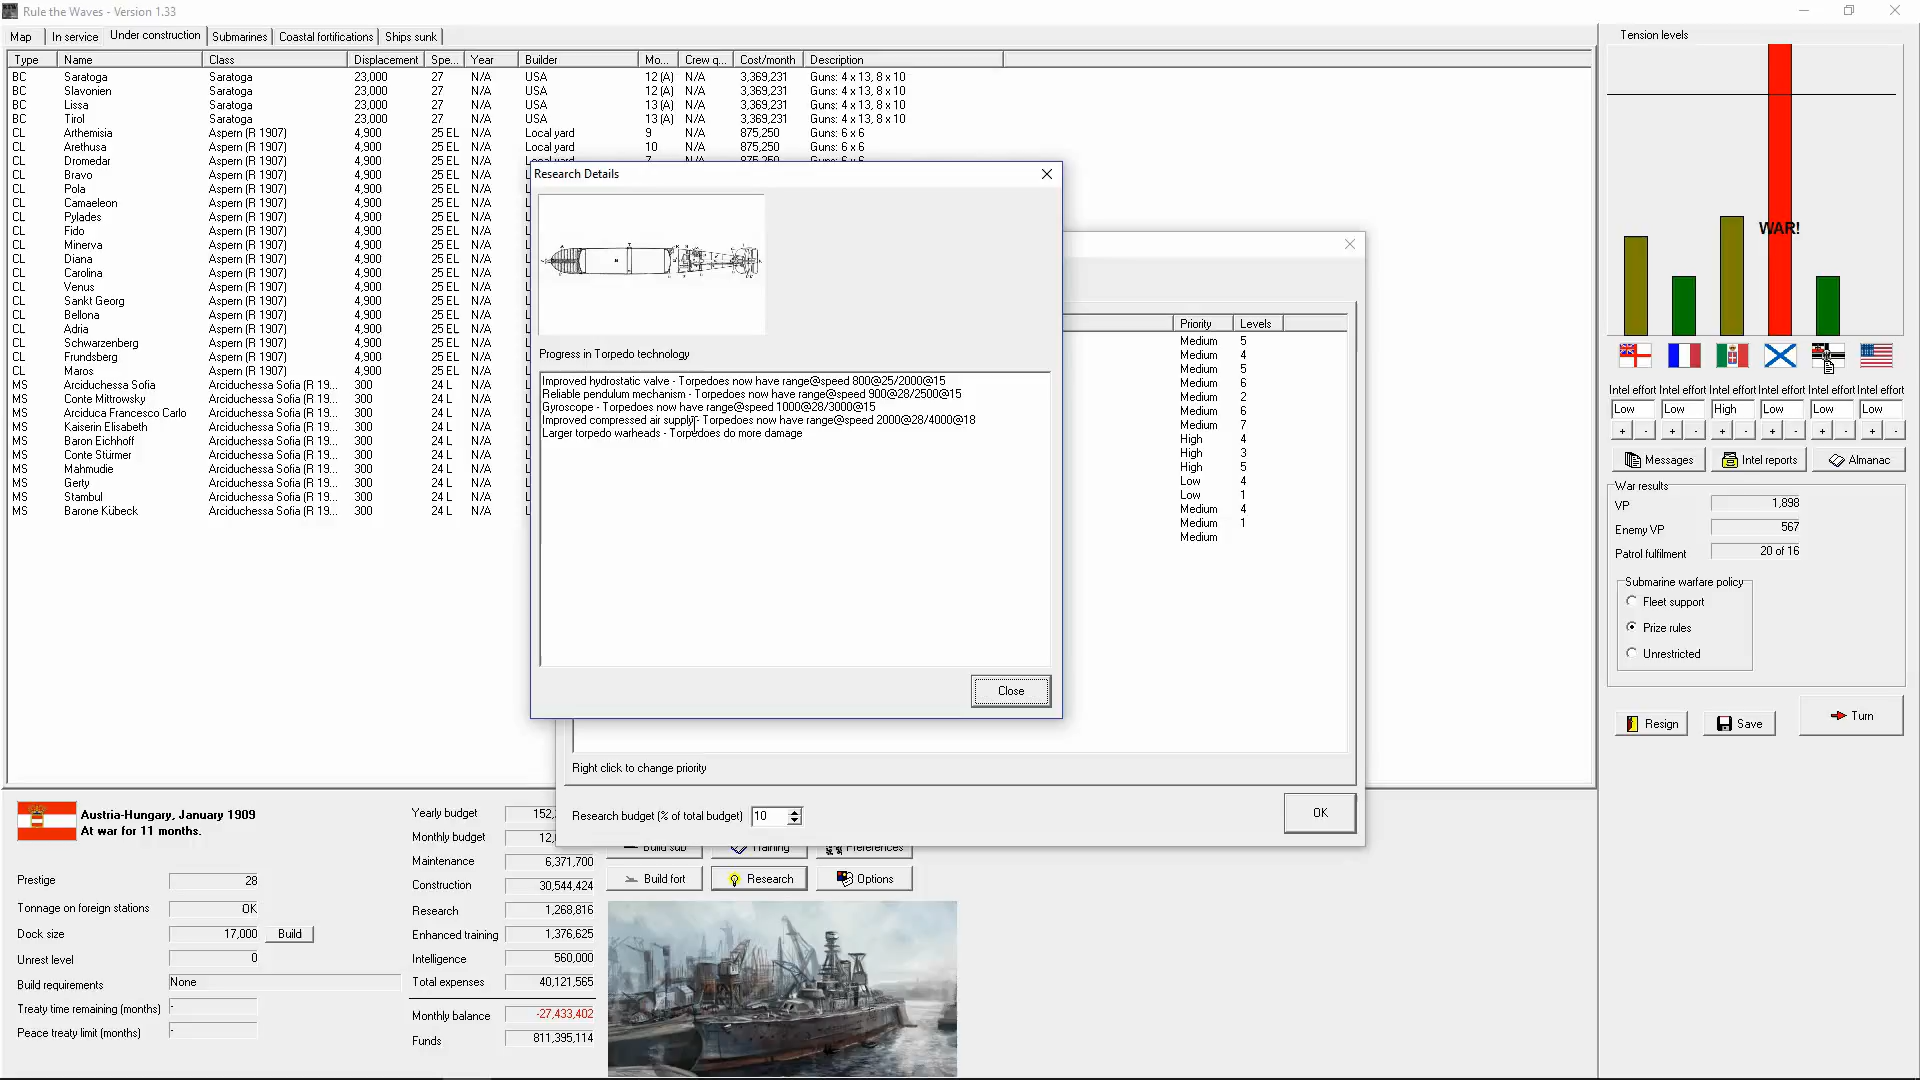 Rule the Waves - Version 1.33
Map In service Under construction Submarines Coastal fortifications Ships sunk
Type Name Class Displacement Spe... Year Builder Mo... Crew q... Cost/month Description
BC Saratoga Saratoga 23,000 27 N/A USA 12 (A) N/A 3,369,231 Guns: 4 x 13, 8 x 10
BC Slavonien Saratoga 23,000 27 N/A USA 12 (A) N/A 3,369,231 Guns: 4 x 13, 8 x 10
BC Lissa Saratoga 23,000 27 N/A USA 13 (A) N/A 3,369,231 Guns: 4 x 13, 8 x 10
BC Tirol Saratoga 23,000 27 N/A USA 13 (A) N/A 3,369,231 Guns: 4 x 13, 8 x 10
CL Arthemisia Aspern (R 1907) 4,900 25 EL N/A Local yard 9 N/A 875,250 Guns: 6 x 6
CL Arethusa Aspern (R 1907) 4,900 25 EL N/A Local yard 10 N/A 875,250 Guns: 6 x 6
CL Dromedar Aspern (R 1907) 4,900 25 EL N/A Local yard 7 N/A 875,250 Guns: 6 x 6
CL Bravo Aspern (R 1907) 4,900 25 EL N/A
CL Pola Aspern (R 1907) 4,900 25 EL N/A
CL Camaeleon Aspern (R 1907) 4,900 25 EL N/A
CL Pylades Aspern (R 1907) 4,900 25 EL N/A
CL Fido Aspern (R 1907) 4,900 25 EL N/A
CL Minerva Aspern (R 1907) 4,900 25 EL N/A
CL Diana Aspern (R 1907) 4,900 25 EL N/A
CL Carolina Aspern (R 1907) 4,900 25 EL N/A
CL Venus Aspern (R 1907) 4,900 25 EL N/A
CL Sankt Georg Aspern (R 1907) 4,900 25 EL N/A
CL Bellona Aspern (R 1907) 4,900 25 EL N/A
CL Adria Aspern (R 1907) 4,900 25 EL N/A
CL Schwarzenberg Aspern (R 1907) 4,900 25 EL N/A
CL Frundsberg Aspern (R 1907) 4,900 25 EL N/A
CL Maros Aspern (R 1907) 4,900 25 EL N/A
MS Arciduchessa Sofia Arciduchessa Sofia (R 19... 300 24 L N/A
MS Conte Mittrowsky Arciduchessa Sofia (R 19... 300 24 L N/A
MS Arciduca Francesco Carlo Arciduchessa Sofia (R 19... 300 24 L N/A
MS Kaiserin Elisabeth Arciduchessa Sofia (R 19... 300 24 L N/A
MS Baron Eichhoff Arciduchessa Sofia (R 19... 300 24 L N/A
MS Conte Stürmer Arciduchessa Sofia (R 19... 300 24 L N/A
MS Mahmudie Arciduchessa Sofia (R 19... 300 24 L N/A
MS Gerty Arciduchessa Sofia (R 19... 300 24 L N/A
MS Stambul Arciduchessa Sofia (R 19... 300 24 L N/A
MS Barone Kübeck Arciduchessa Sofia (R 19... 300 24 L N/A
Research Details
Progress in Torpedo technology
Improved hydrostatic valve - Torpedoes now have range@speed 800@25/2000@15
Reliable pendulum mechanism - Torpedoes now have range@speed 900@28/2500@15
Gyroscope - Torpedoes now have range@speed 1000@28/3000@15
Improved compressed air supply - Torpedoes now have range@speed 2000@28/4000@18
Larger torpedo warheads - Torpedoes do more damage
Close
Priority Levels
Medium 5
Medium 4
Medium 5
Medium 6
Medium 2
Medium 6
Medium 7
High 4
High 3
High 5
Low 4
Low 1
Medium 4
Medium 1
Medium
Right click to change priority
Research budget (% of total budget) 10
OK
Tension levels
WAR!
Intel effort Intel effort Intel effort Intel effort Intel effort Intel effort
Low Low High Low Low Low
+ - + - + - + - + - + -
Messages Intel reports Almanac
War results
VP 1,898
Enemy VP 567
Patrol fulfilment 20 of 16
Submarine warfare policy
Fleet support
Prize rules
Unrestricted
Resign Save Turn
Austria-Hungary, January 1909
At war for 11 months.
Prestige 28
Tonnage on foreign stations OK
Dock size 17,000 Build
Unrest level 0
Build requirements None
Treaty time remaining (months) -
Peace treaty limit (months) -
Yearly budget 152,
Monthly budget 12,
Maintenance 6,371,700
Construction 30,544,424
Research 1,268,816
Enhanced training 1,376,625
Intelligence 560,000
Total expenses 40,121,565
Monthly balance -27,433,402
Funds 811,395,114
Build sub Training Preferences
Build fort Research Options